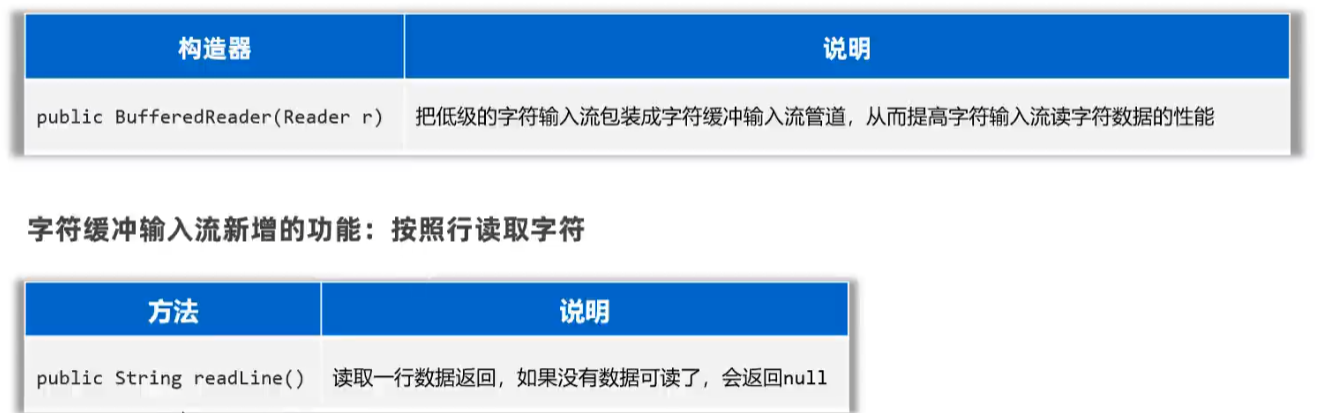 构造器 说明
public BufferedReader(Reader r) 把低级的字符输入流包装成字符缓冲输入流管道，从而提高字符输入流读字符数据的性能
字符缓冲输入流新增的功能：按照行读取字符
方法 说明
public String readLine() 读取一行数据返回，如果没有数据可读了，会返回null